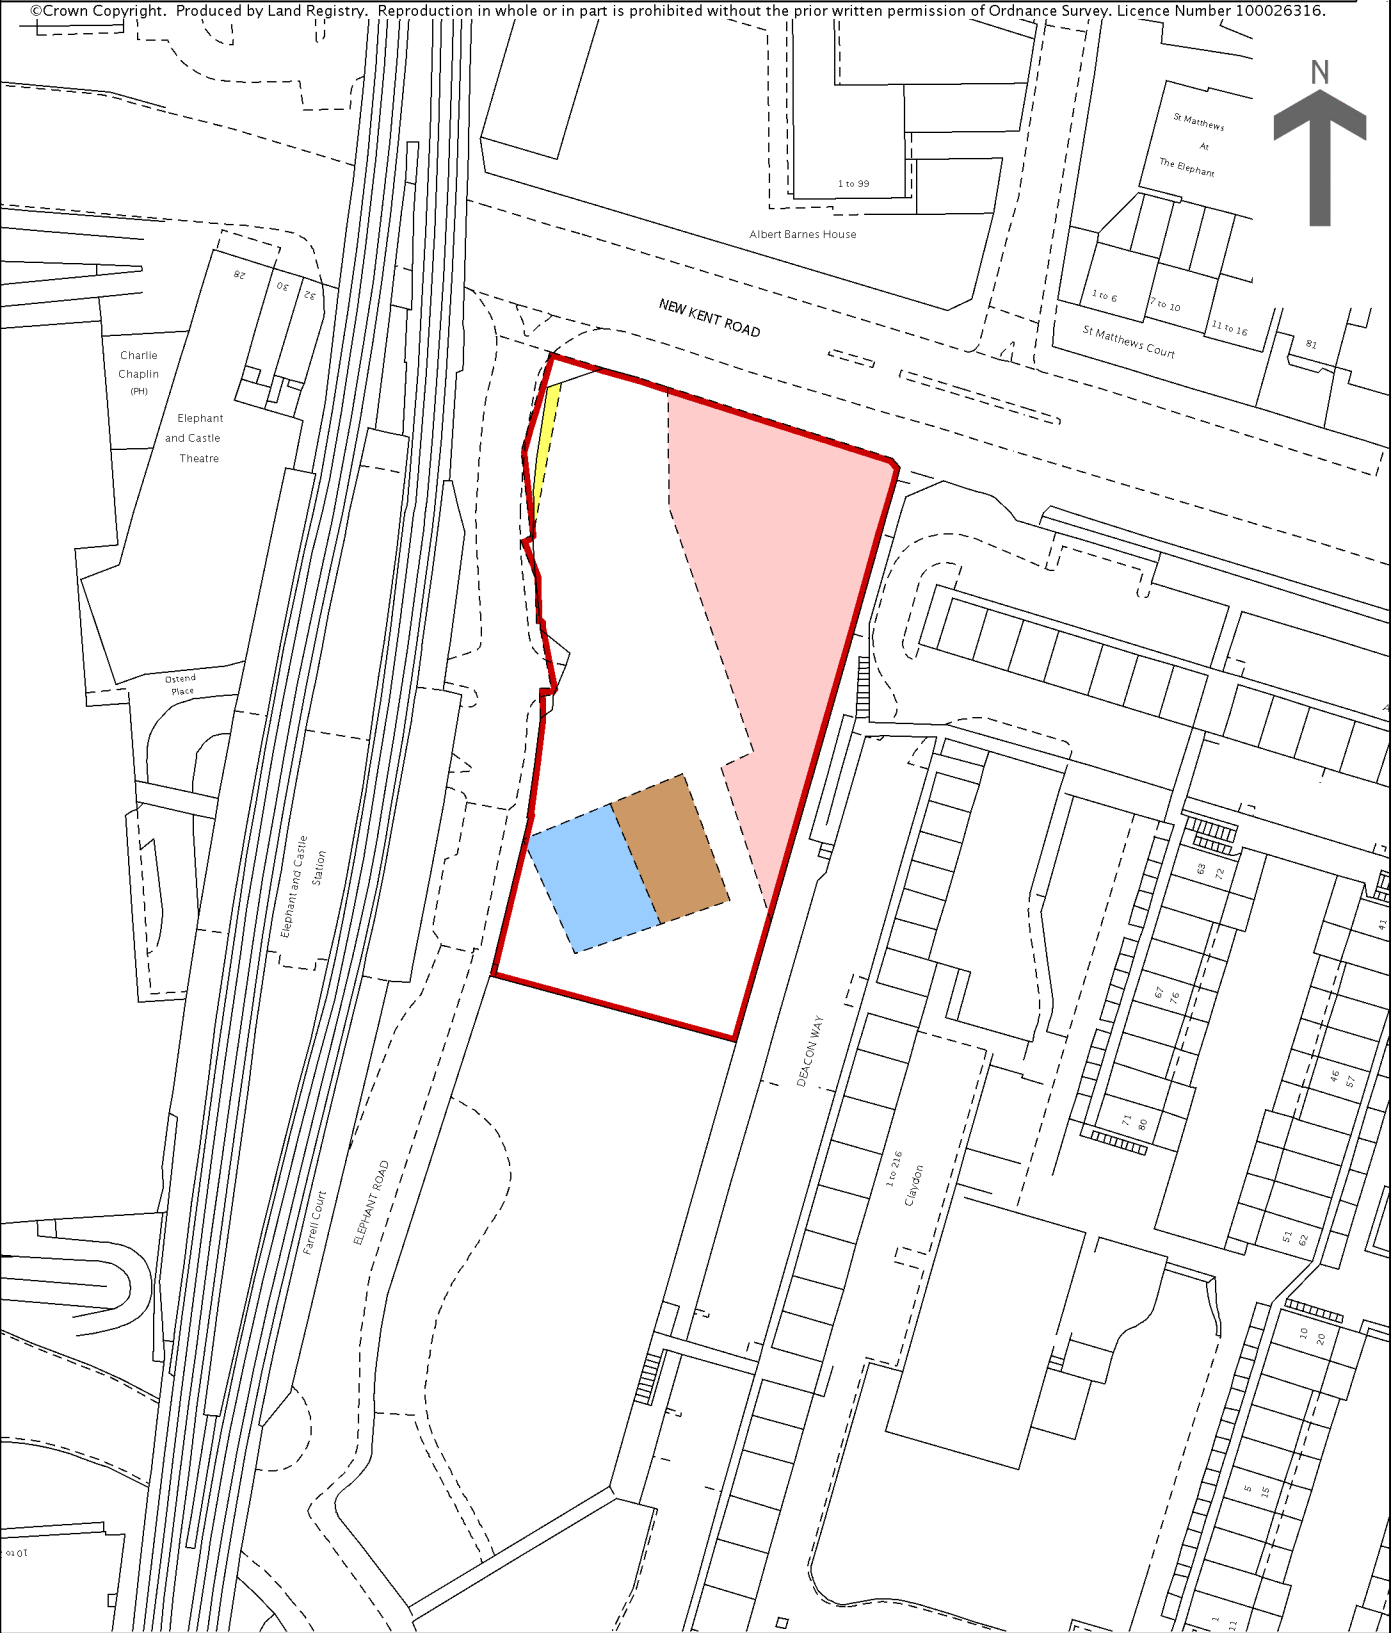 ©Crown Copyright. Produced by Land Registry. Reproduction in whole or in part is prohibited without the prior written permission of Ordnance Survey. Licence Number 100026316.
N
St Matthews
At
The Elephant
1 to 99
Albert Barnes House
28
30
32
NEW KENT ROAD
1 to 6
7 to 10
11 to 16
St Matthews Court
81
Charlie
Chaplin
(PH)
Elephant
and Castle
Theatre
Ostend
Place
Elephant and Castle
Station
63
72
41
67
76
DEACON WAY
46
57
71
80
1 to 216
Claydon
ELEPHANT ROAD
Farrell Court
51
62
10
20
5
15
10 to
1
11